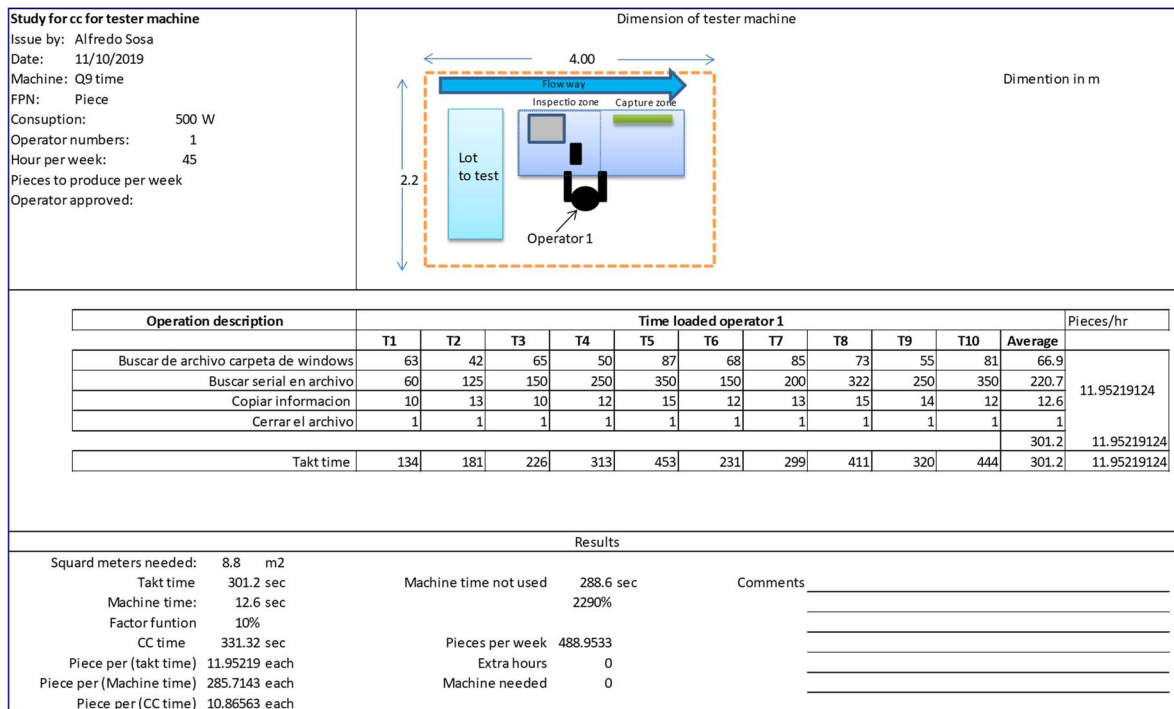 Study for cc for tester machine
Issue by: Alfredo Sosa
Date: 11/10/2019
Machine: Q9 time
FPN: Piece
Consuption: 500 W
Operator numbers: 1
Hour per week: 45
Pieces to produce per week
Operator approved:
Dimension of tester machine
4.00
Dimention in m
Flow way
Inspectio zone Capture zone
Lot
to test
2.2
Operator 1
Operation description Time loaded operator 1 Pieces/hr
T1 T2 T3 T4 T5 T6 T7 T8 T9 T10 Average
Buscar de archivo carpeta de windows 63 42 65 50 87 68 85 73 55 81 66.9
Buscar serial en archivo 60 125 150 250 350 150 200 322 250 350 220.7
11.95219124
Copiar informacion 10 13 10 12 15 12 13 15 14 12 12.6
Cerrar el archivo 1 1 1 1 1 1 1 1 1 1 1
301.2 11.95219124
Takt time 134 181 226 313 453 231 299 411 320 444 301.2 11.95219124
Results
Squard meters needed: 8.8 m2
Takt time 301.2 sec Machine time not used 288.6 sec Comments
Machine time: 12.6 sec 2290%
Factor funtion 10%
CC time 331.32 sec Pieces per week 488.9533
Piece per (takt time) 11.95219 each Extra hours 0
Piece per (Machine time) 285.7143 each Machine needed 0
Piece per (CC time) 10.86563 each